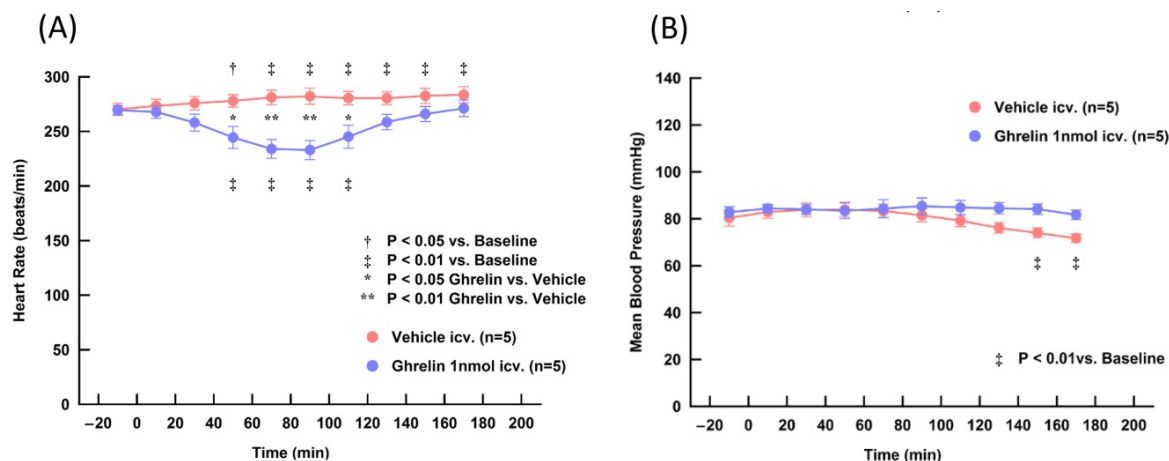 (A)
† ‡ ‡ ‡ ‡ ‡ ‡
300
* ** ** *
250
‡ ‡ ‡ ‡
200
150
100
50
0
Heart Rate (beats/min)
† P < 0.05 vs. Baseline
‡ P < 0.01 vs. Baseline
* P < 0.05 Ghrelin vs. Vehicle
** P < 0.01 Ghrelin vs. Vehicle
Vehicle icv. (n=5)
Ghrelin 1nmol icv. (n=5)
−20 0 20 40 60 80 100 120 140 160 180 200
Time (min)
(B)
140
120
100
80
60
40
20
0
Mean Blood Pressure (mmHg)
Vehicle icv. (n=5)
Ghrelin 1nmol icv. (n=5)
‡ ‡
‡ P < 0.01vs. Baseline
−20 0 20 40 60 80 100 120 140 160 180 200
Time (min)